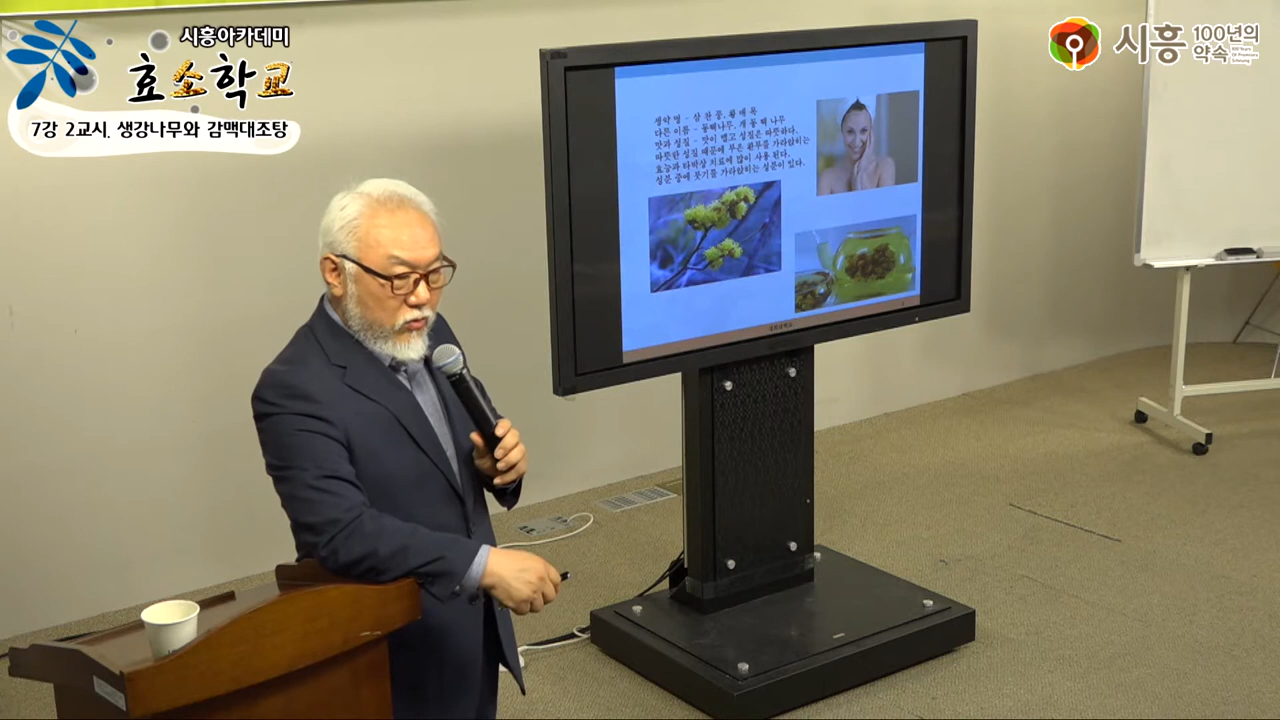 시흥아카데미
효소학교
7강 2교시. 생강나무와 감맥대조탕
시흥 100년의 약속
생약 명 - 삼 찬 풍, 황 매 목
다른 이름 - 동백나무, 개 동 백 나무
맛과 성질 - 맛이 맵고 성질은 따뜻하다.
따뜻한 성질 때문에 부은 환부를 가라앉히는
효능과 타박상 치료에 많이 사용 된다.
성분 중에 붓기를 가라앉히는 성분이 있다.